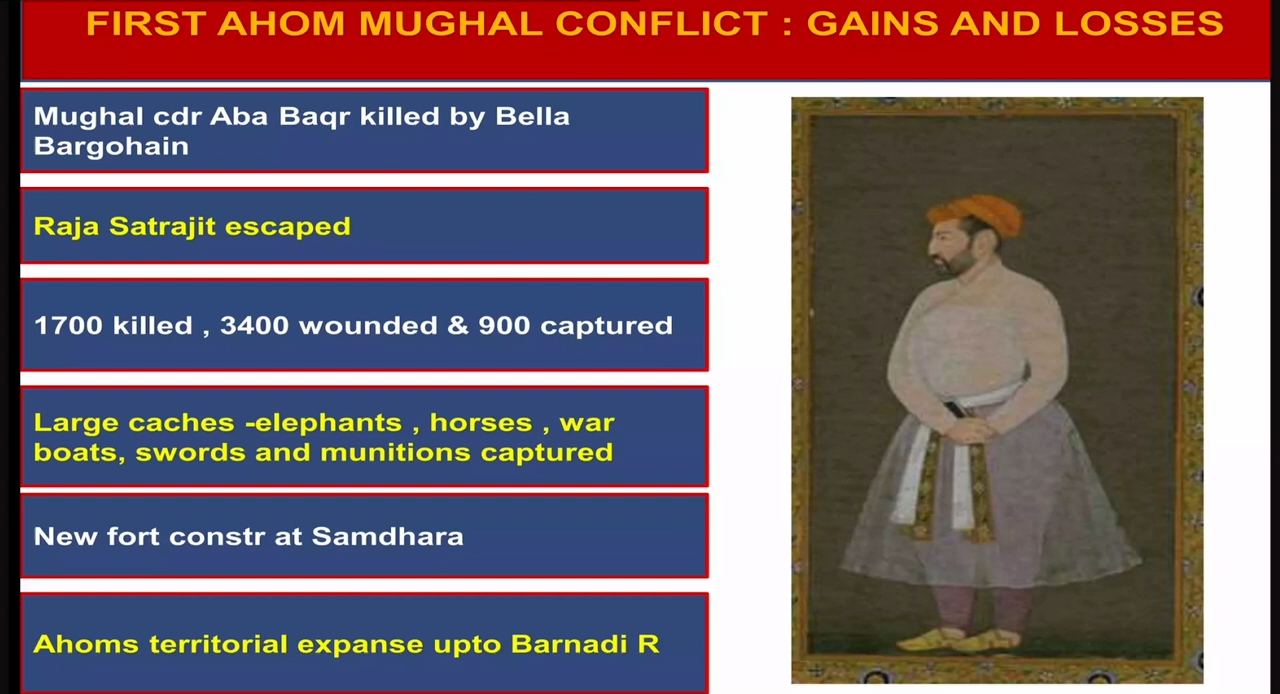 FIRST AHOM MUGHAL CONFLICT : GAINS AND LOSSES
Mughal cdr Aba Baqr killed by Bella
Bargohain
Raja Satrajit escaped
1700 killed , 3400 wounded & 900 captured
Large caches -elephants , horses , war
boats, swords and munitions captured
New fort constr at Samdhara
Ahoms territorial expanse upto Barnadi R